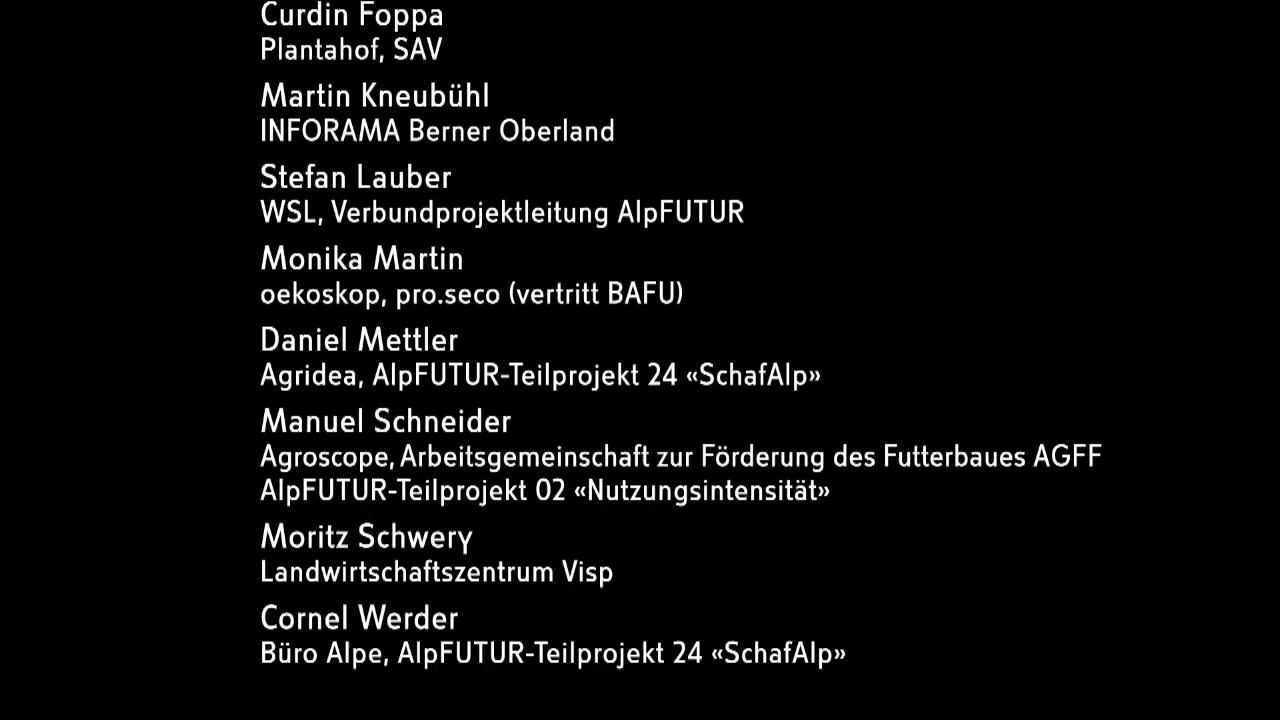 Curdin Foppa
Plantahof, SAV
Martin Kneubühl
INFORAMA Berner Oberland
Stefan Lauber
WSL, Verbundprojektleitung AlpFUTUR
Monika Martin
oekoskop, pro.seco (vertritt BAFU)
Daniel Mettler
Agridea, AlpFUTUR-Teilprojekt 24 «SchafAlp»
Manuel Schneider
Agroscope, Arbeitsgemeinschaft zur Förderung des Futterbaues AGFF
AlpFUTUR-Teilprojekt 02 «Nutzungsintensität»
Moritz Schwery
Landwirtschaftszentrum Visp
Cornel Werder
Büro Alpe, AlpFUTUR-Teilprojekt 24 «SchafAlp»